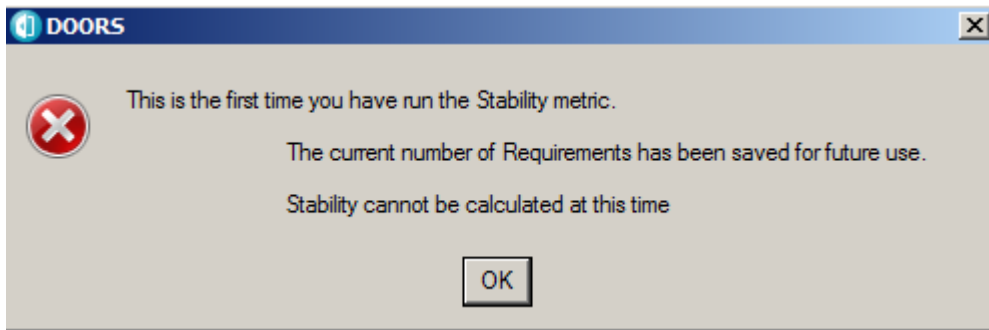 DOORS
This is the first time you have run the Stability metric.
The current number of Requirements has been saved for future use.
Stability cannot be calculated at this time
OK